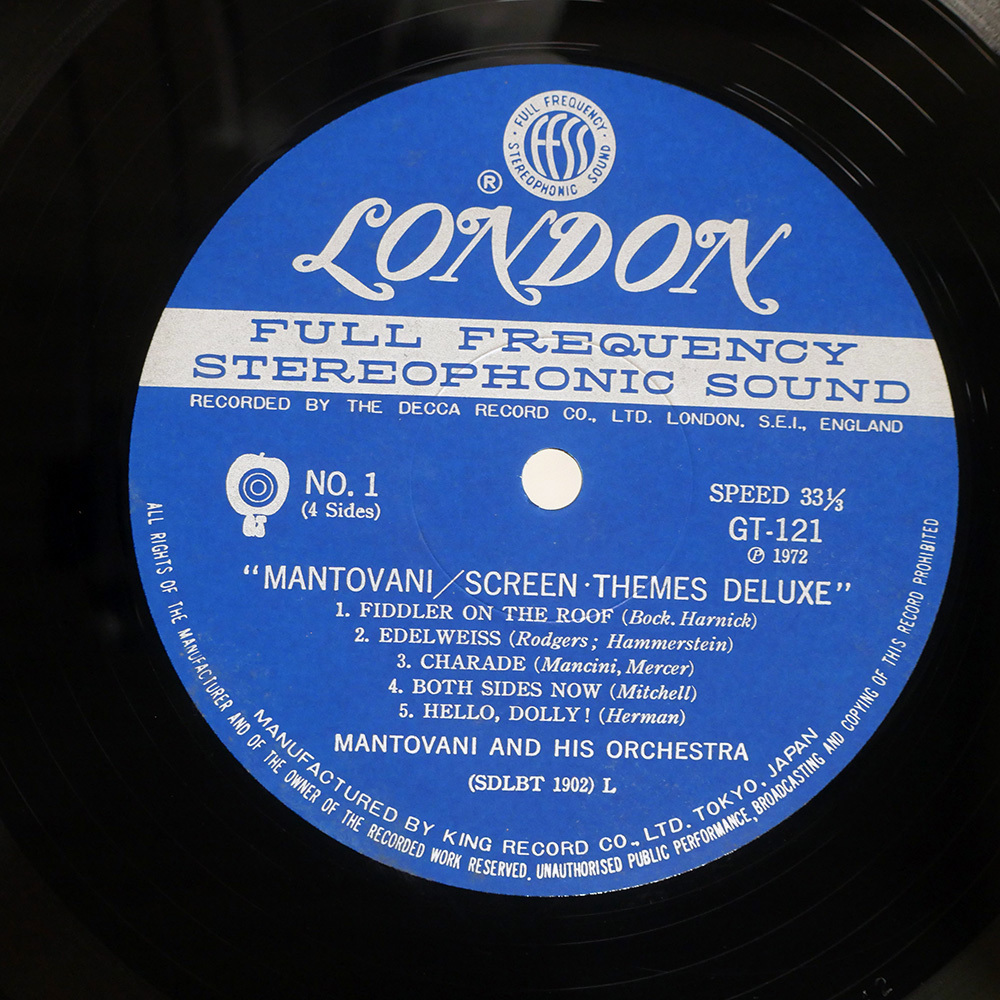 FULL FREQUENCY
STEREOPHONIC SOUND
FFSS
®
LONDON
FULL FREQUENCY
STEREOPHONIC SOUND
RECORDED BY THE DECCA RECORD CO., LTD. LONDON. S.E.I., ENGLAND
NO. 1
(4 Sides)
SPEED 33⅓
GT-121
℗ 1972
“MANTOVANI/SCREEN·THEMES DELUXE”
1. FIDDLER ON THE ROOF (Bock. Harnick)
2. EDELWEISS (Rodgers; Hammerstein)
3. CHARADE (Mancini, Mercer)
4. BOTH SIDES NOW (Mitchell)
5. HELLO, DOLLY! (Herman)
MANTOVANI AND HIS ORCHESTRA
(SDLBT 1902) L
MANUFACTURED BY KING RECORD CO., LTD. TOKYO, JAPAN
ALL RIGHTS OF THE MANUFACTURER AND OF THE OWNER OF THE RECORDED WORK RESERVED. UNAUTHORISED PUBLIC PERFORMANCE, BROADCASTING AND COPYING OF THIS RECORD PROHIBITED